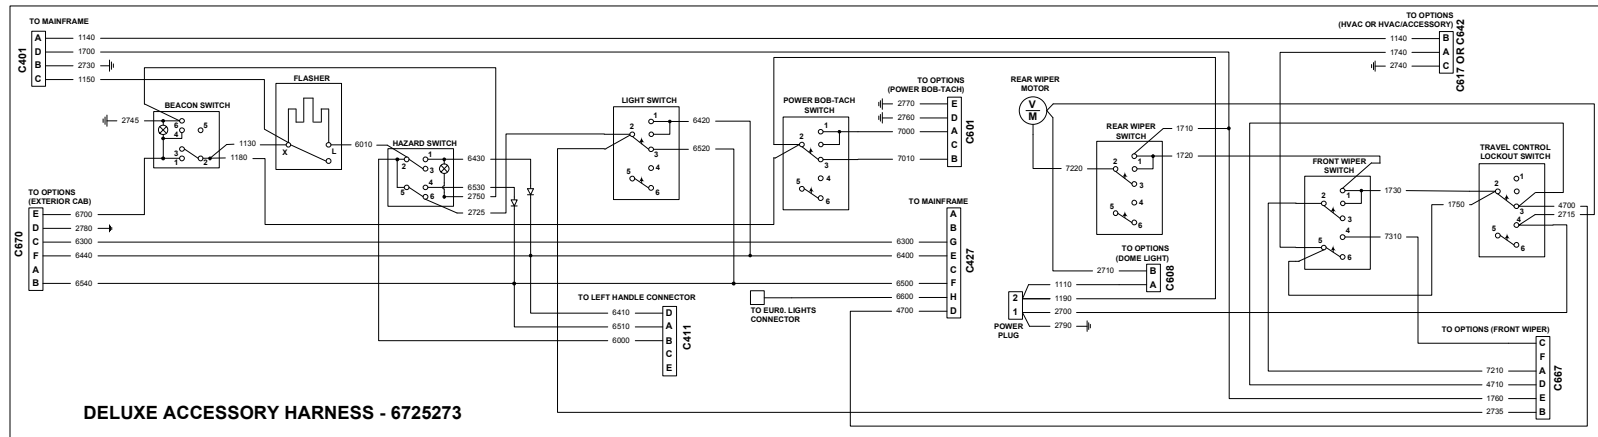 TO MAINFRAME
C401
A 1140
D 1700
B 2730
C 1150
BEACON SWITCH
2745
6
4
5
3
1
2
1130
1180
FLASHER
X
L
6010
HAZARD SWITCH
1
2
3
4
5
6
6430
6530
2750
2725
LIGHT SWITCH
1
2
3
4
5
6
6420
6520
POWER BOB-TACH
SWITCH
1
2
3
4
5
6
TO OPTIONS
(POWER BOB-TACH)
2770 E
2760 D
7000 A
C
7010 B
C601
REAR WIPER
MOTOR
V
M
7220
REAR WIPER
SWITCH
1
2
3
4
5
6
1710
1720
FRONT WIPER
SWITCH
1
2
3
4
5
6
1730
1750
7310
TRAVEL CONTROL
LOCKOUT SWITCH
1
2
3
4
5
6
4700
2715
TO OPTIONS
(HVAC OR HVAC/ACCESSORY)
1140 B
1740 A
2740 C
C617 OR C642
TO OPTIONS
(EXTERIOR CAB)
C670
E 6700
D 2780
C 6300
F 6440
A
B 6540
TO MAINFRAME
A
B
6300 G
6400 E
C
6500 F
6600 H
4700 D
C427
TO EURO. LIGHTS
CONNECTOR
TO LEFT HANDLE CONNECTOR
6410 D
6510 A
6000 B
C
E
C411
TO OPTIONS
(DOME LIGHT)
2710 B
A
C608
2
1
POWER
PLUG
1110
1190
2700
2790
TO OPTIONS (FRONT WIPER)
C
F
7210 A
4710 D
1760 E
2735 B
C667
DELUXE ACCESSORY HARNESS - 6725273